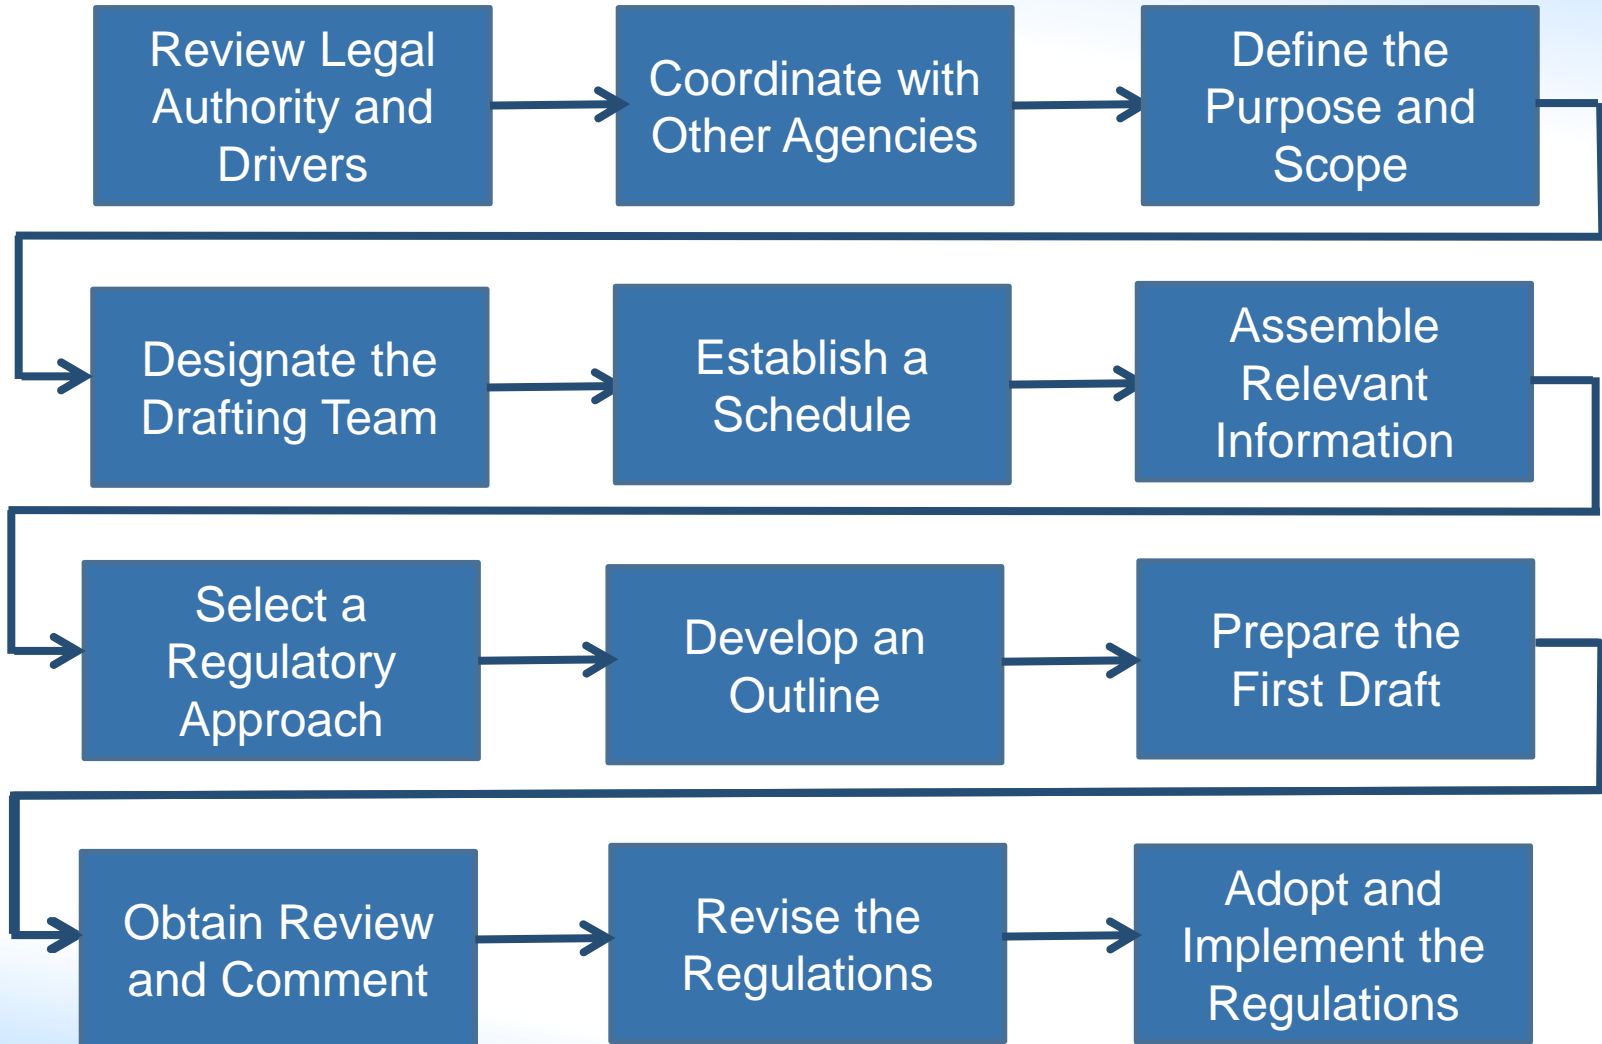 Review Legal
Authority and
Drivers
Coordinate with
Other Agencies
Define the
Purpose and
Scope
Designate the
Drafting Team
Establish a
Schedule
Assemble
Relevant
Information
Select a
Regulatory
Approach
Develop an
Outline
Prepare the
First Draft
Obtain Review
and Comment
Revise the
Regulations
Adopt and
Implement the
Regulations